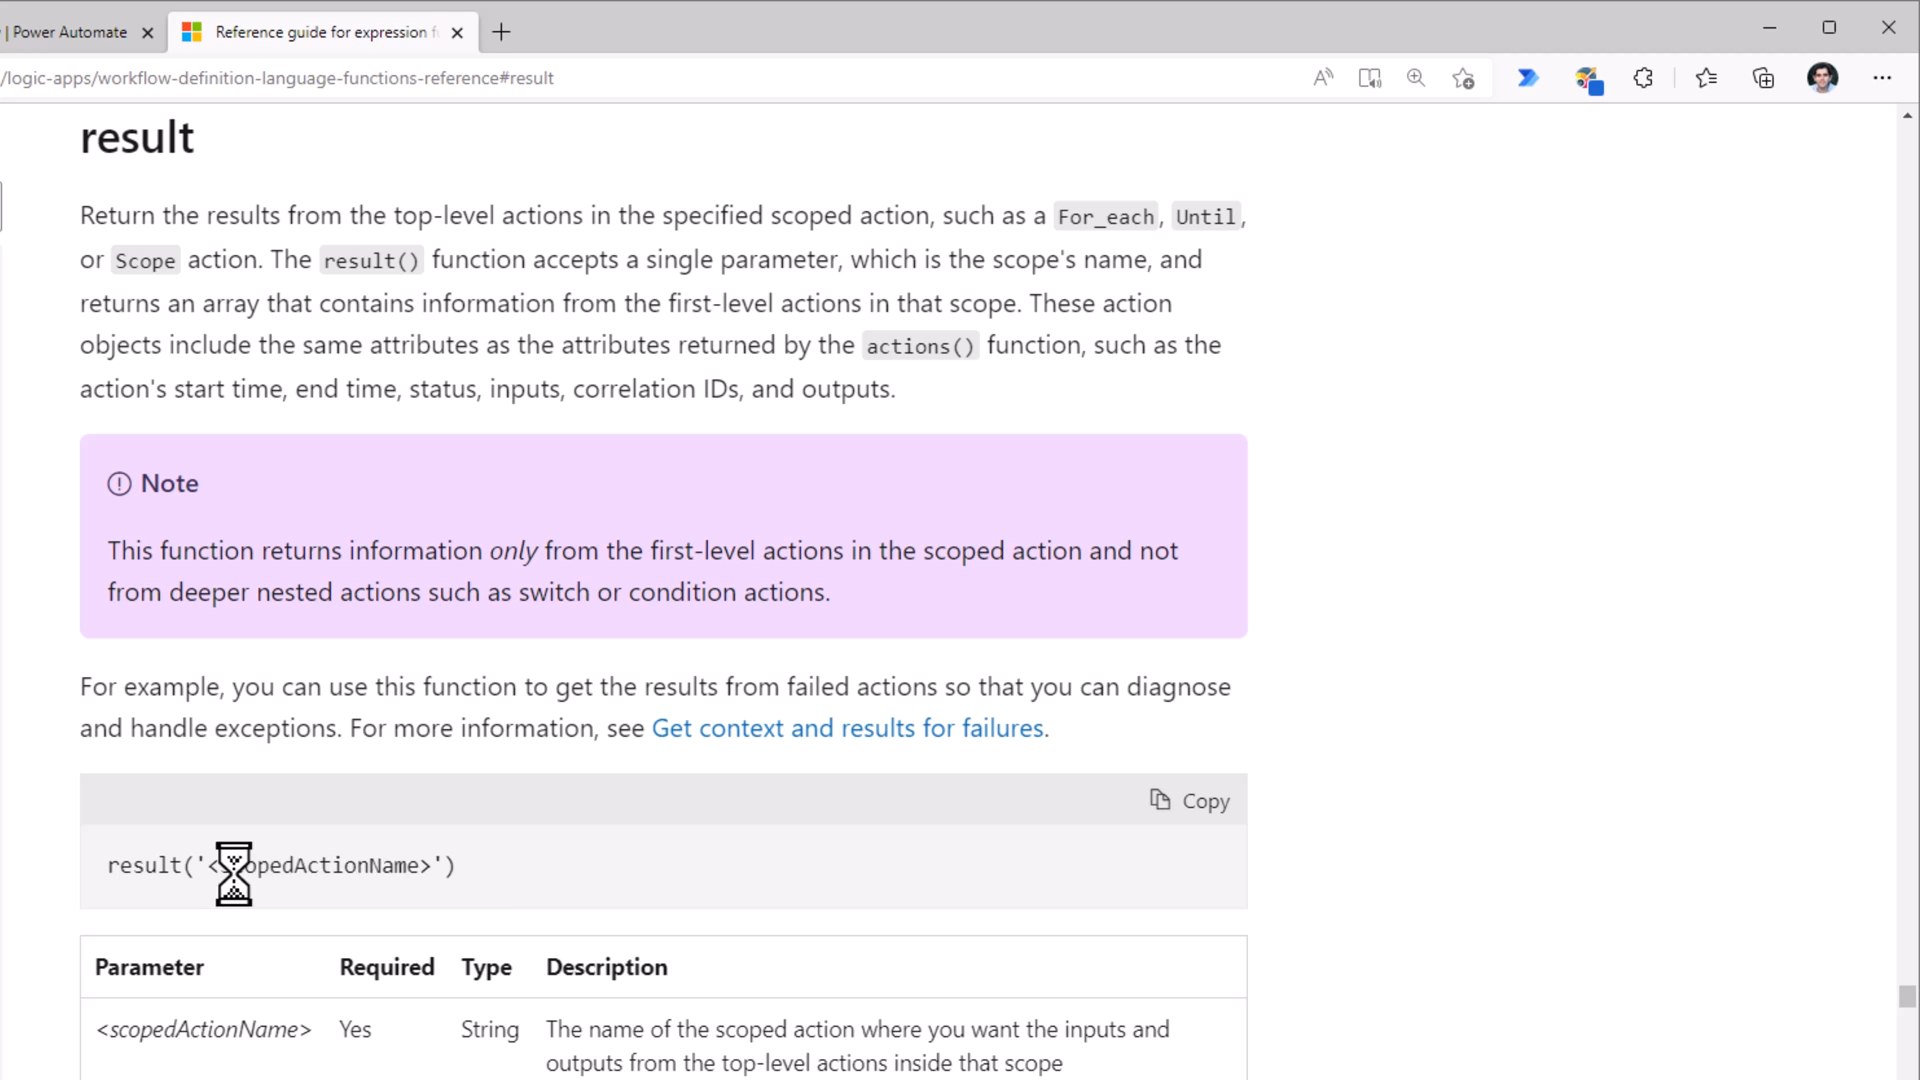 | Power Automate
Reference guide for expression f
/logic-apps/workflow-definition-language-functions-reference#result
result
Return the results from the top-level actions in the specified scoped action, such as a For_each, Until,
or Scope action. The result() function accepts a single parameter, which is the scope's name, and
returns an array that contains information from the first-level actions in that scope. These action
objects include the same attributes as the attributes returned by the actions() function, such as the
action's start time, end time, status, inputs, correlation IDs, and outputs.
Note
This function returns information only from the first-level actions in the scoped action and not
from deeper nested actions such as switch or condition actions.
For example, you can use this function to get the results from failed actions so that you can diagnose
and handle exceptions. For more information, see Get context and results for failures.
Copy
result('<scopedActionName>')
Parameter Required Type Description
<scopedActionName> Yes String The name of the scoped action where you want the inputs and
outputs from the top-level actions inside that scope